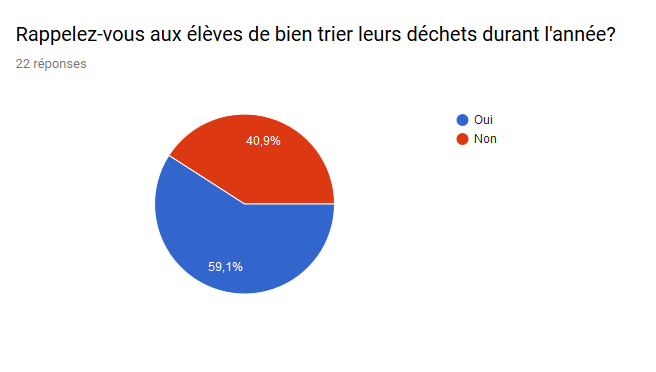 Rappelez-vous aux élèves de bien trier leurs déchets durant l'année?
22 réponses
Oui
Non
40,9%
59,1%